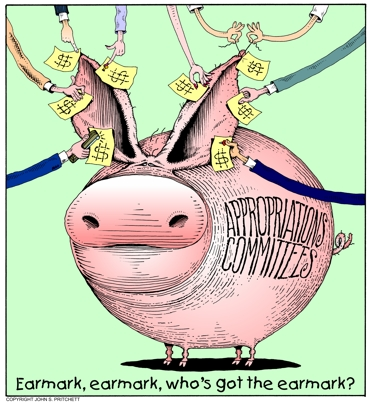 $$
$$
$$
$$
$$
$$
$$
$$
APPROPRIATIONS
COMMITTEES
Earmark, earmark, who's got the earmark?
COPYRIGHT JOHN S. PRITCHETT